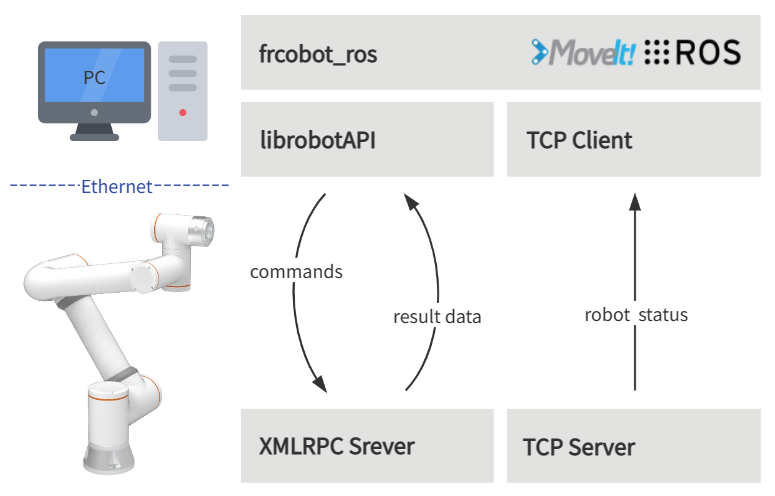 frcobot_ros
MoveIt!
ROS
PC
librobotAPI
TCP Client
Ethernet
commands
result data
robot status
XMLRPC Srever
TCP Server